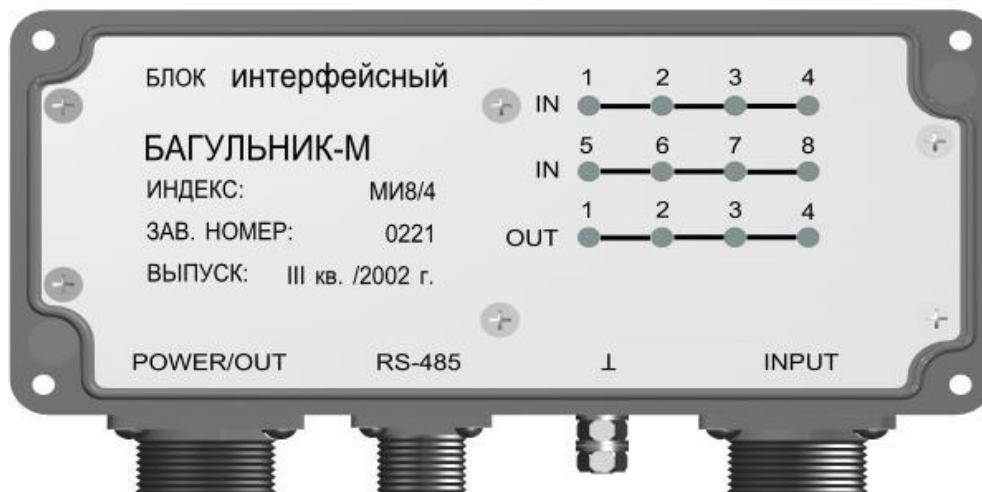 БЛОК интерфейсный
БАГУЛЬНИК-М
ИНДЕКС: МИ8/4
ЗАВ. НОМЕР: 0221
ВЫПУСК: III кв. /2002 г.
1 2 3 4
IN
5 6 7 8
IN
1 2 3 4
OUT
POWER/OUT RS-485 ⊥ INPUT